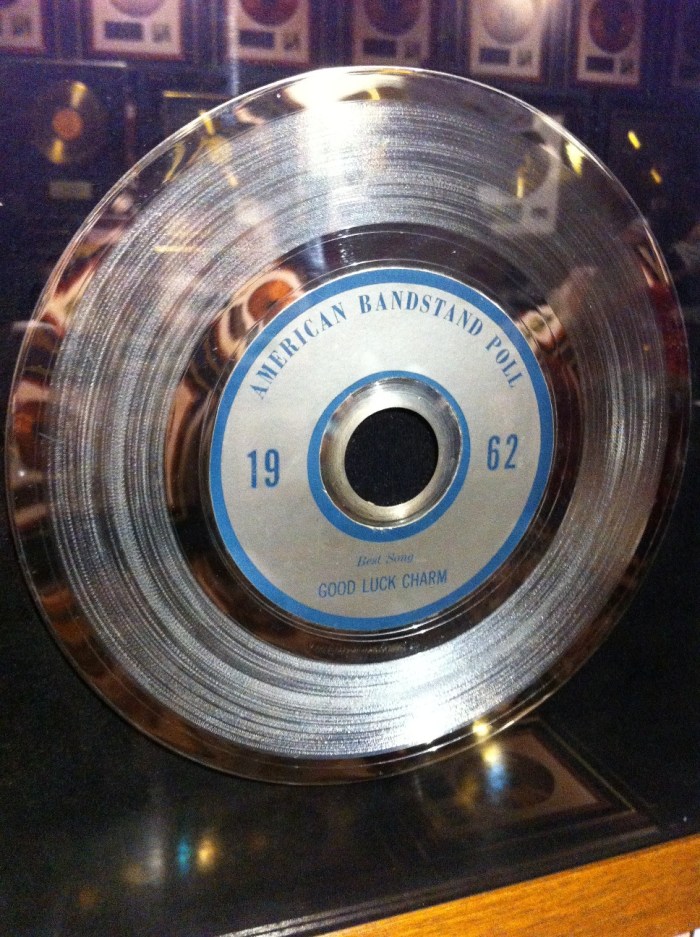 AMERICAN BANDSTAND POLL
19 62
Best Song
GOOD LUCK CHARM